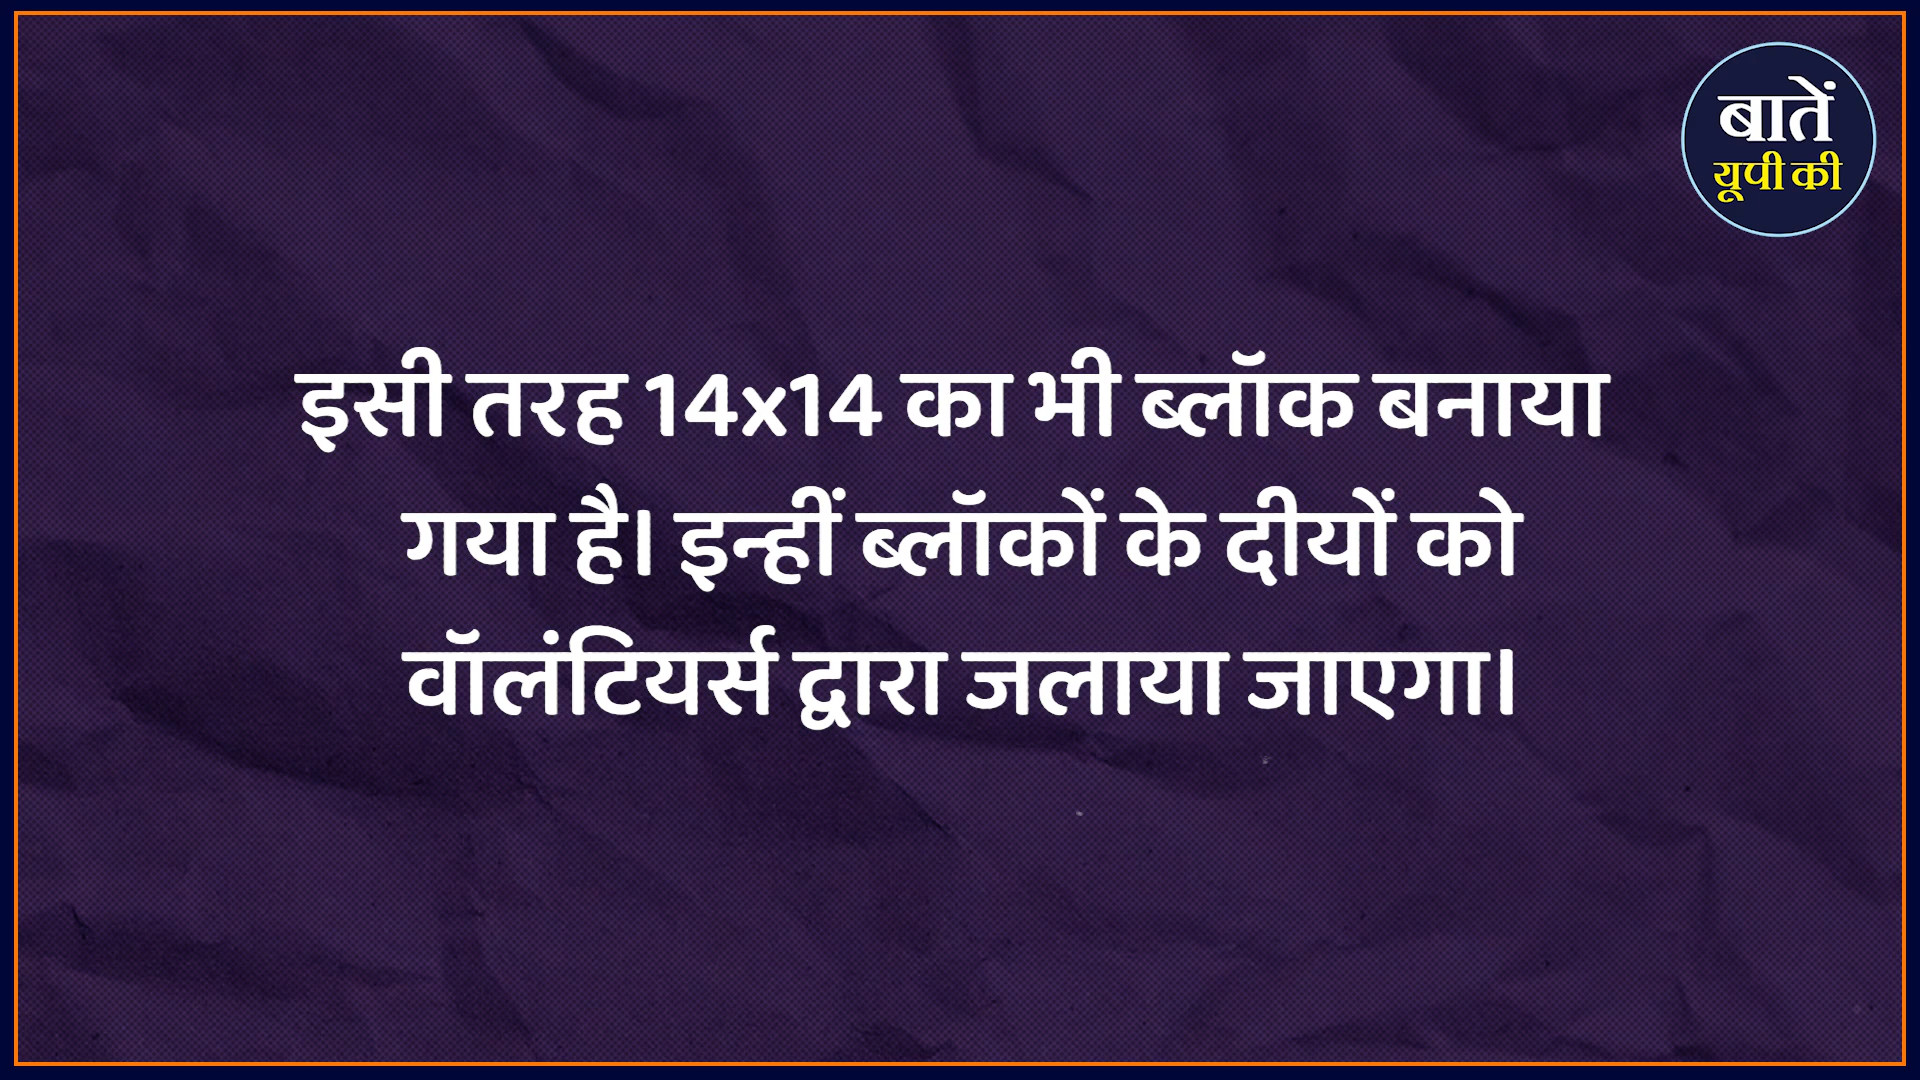 बातें
यूपी की
इसी तरह 14x14 का भी ब्लॉक बनाया
गया है। इन्हीं ब्लॉकों के दीयों को
वॉलंटियर्स द्वारा जलाया जाएगा।